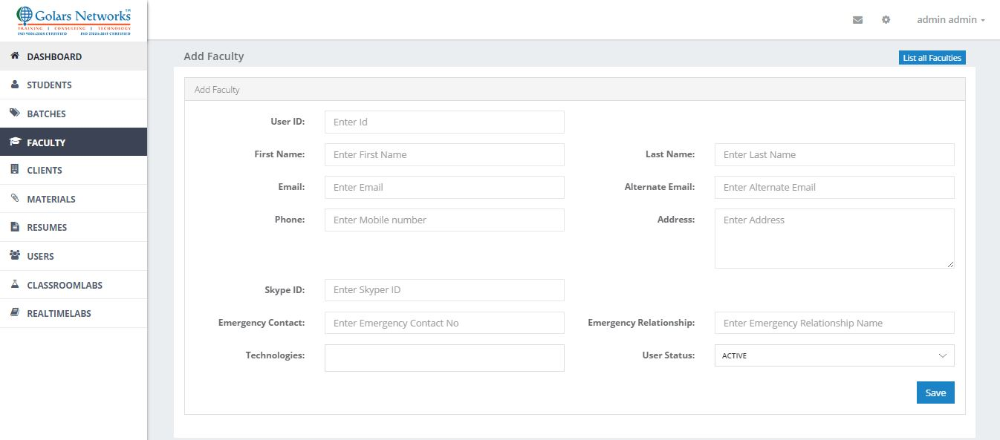 Golars Networks™
TRAINING | CONSULTING | TECHNOLOGY
ISO 9001:2008 CERTIFIED
admin admin
DASHBOARD
STUDENTS
BATCHES
FACULTY
CLIENTS
MATERIALS
RESUMES
USERS
CLASSROOMLABS
REALTIMELABS
Add Faculty
List all Faculties
Add Faculty
User ID: Enter Id
First Name: Enter First Name Last Name: Enter Last Name
Email: Enter Email Alternate Email: Enter Alternate Email
Phone: Enter Mobile number Address: Enter Address
Skype ID: Enter Skyper ID
Emergency Contact: Enter Emergency Contact No Emergency Relationship: Enter Emergency Relationship Name
Technologies: User Status: ACTIVE
Save